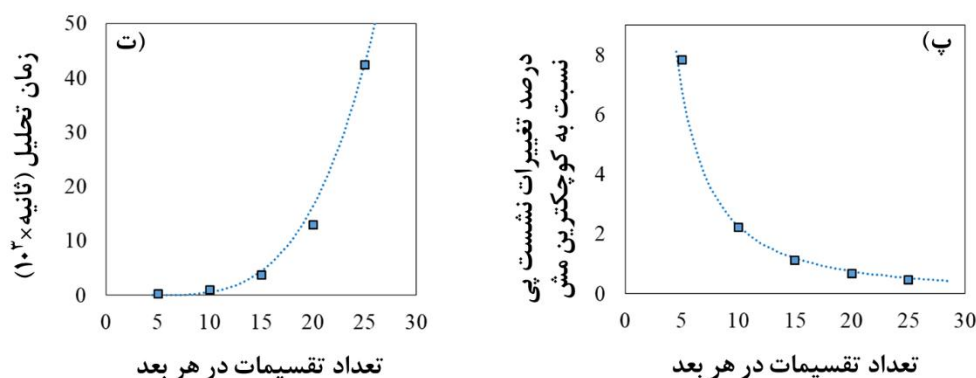 پ)
درصد تغییرات نشست پی
نسبت به کوچکترین مش
8
6
4
2
0
0 5 10 15 20 25 30
تعداد تقسیمات در هر بعد
ت)
زمان تحلیل (ثانیه×۱۰۳)
50
40
30
20
10
0
0 5 10 15 20 25 30
تعداد تقسیمات در هر بعد